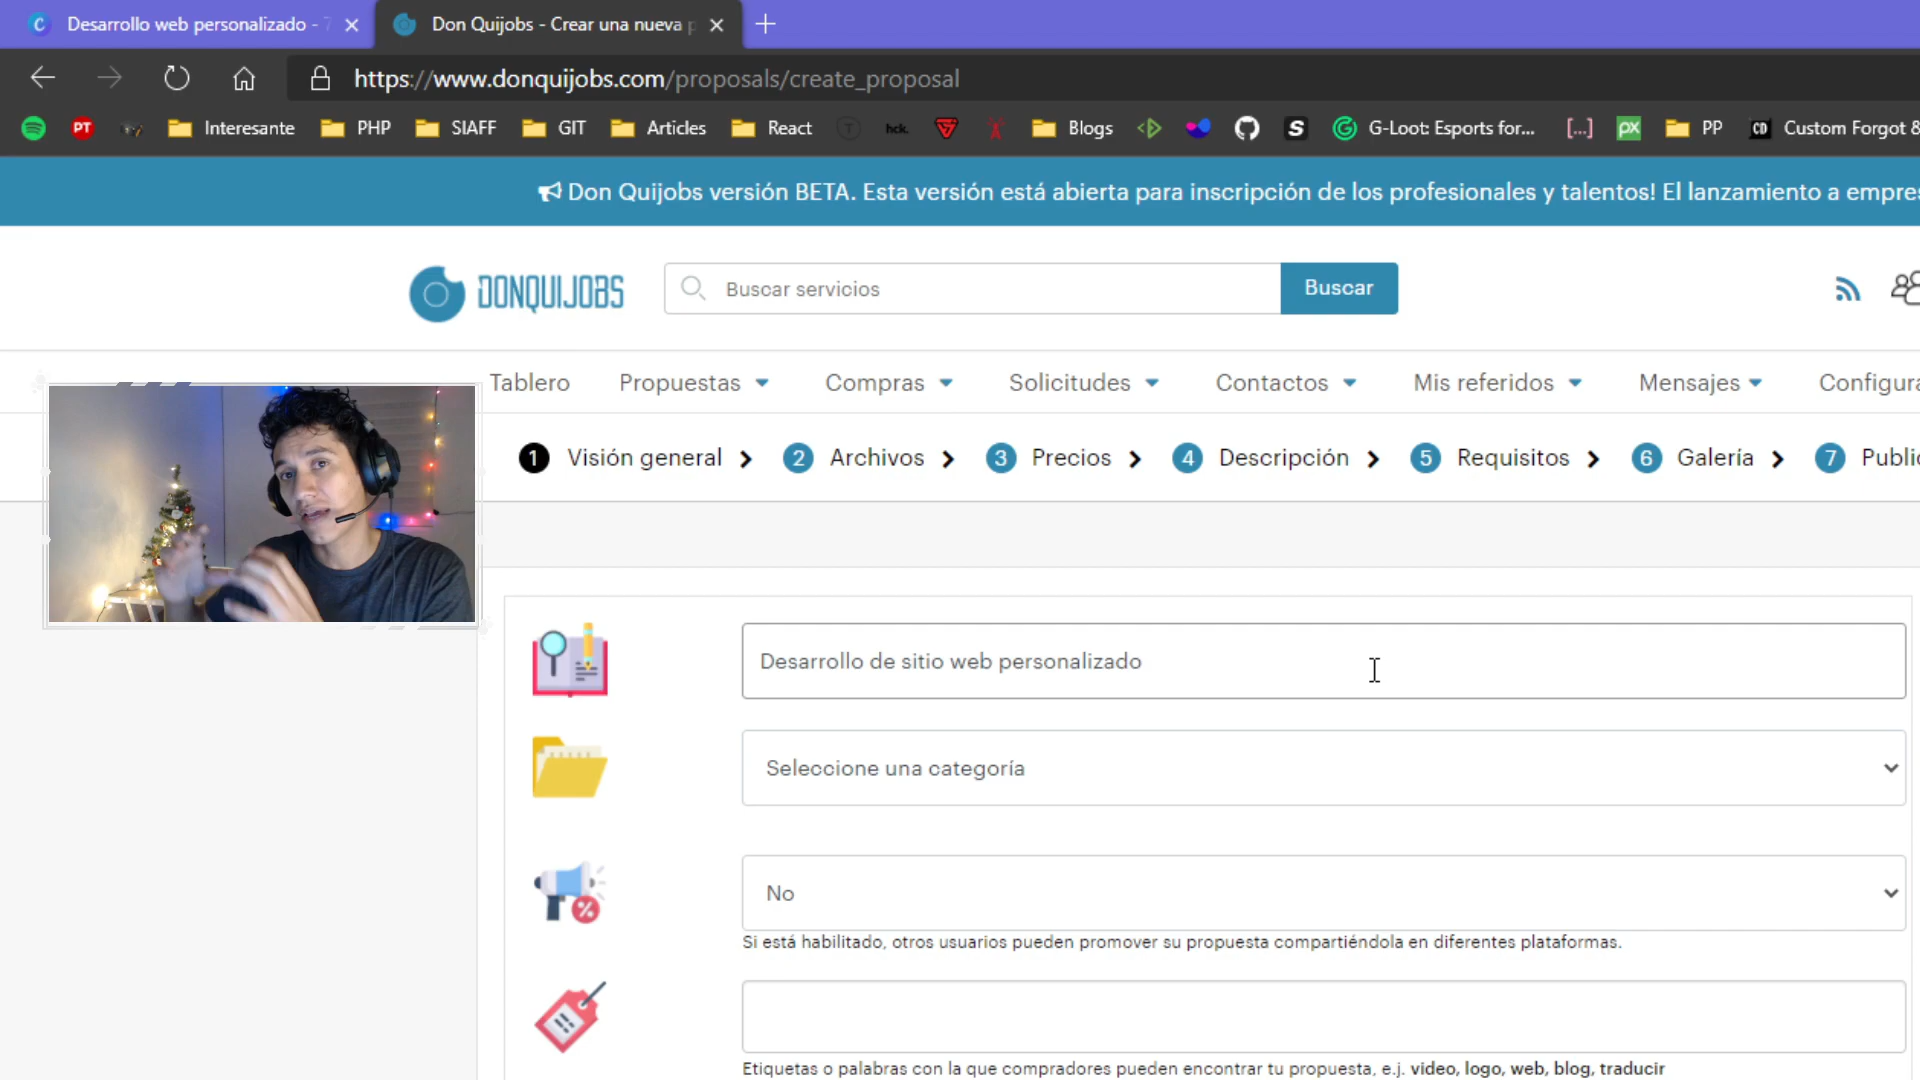 Desarrollo web personalizado -
Don Quijobs - Crear una nueva
https://www.donquijobs.com/proposals/create_proposal
PT
Interesante
PHP
SIAFF
GIT
Articles
React
T
hck.
Blogs
S
G-Loot: Esports for...
[...]
px
PP
CD
Custom Forgot &
Don Quijobs versión BETA. Esta versión está abierta para inscripción de los profesionales y talentos! El lanzamiento a empre
DONQUIJOBS
Buscar servicios
Buscar
Tablero
Propuestas
Compras
Solicitudes
Contactos
Mis referidos
Mensajes
Configura
1 Visión general
2 Archivos
3 Precios
4 Descripción
5 Requisitos
6 Galería
7 Public
Desarrollo de sitio web personalizado
Seleccione una categoría
No
Si está habilitado, otros usuarios pueden promover su propuesta compartiéndola en diferentes plataformas.
Etiquetas o palabras con la que compradores pueden encontrar tu propuesta, e.j. video, logo, web, blog, traducir